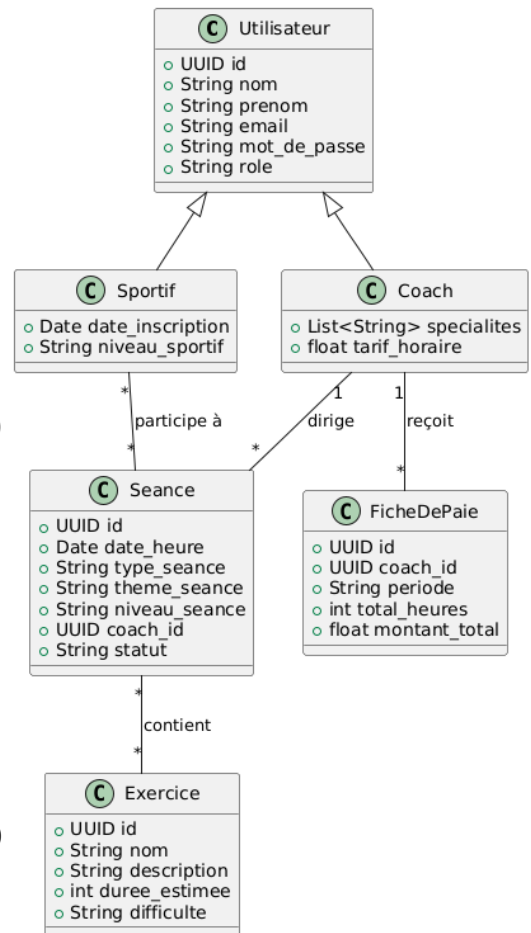 C Utilisateur
UUID id
String nom
String prenom
String email
String mot_de_passe
String role
C Sportif
Date date_inscription
String niveau_sportif
C Coach
List<String> specialites
float tarif_horaire
*
participe à
*
1
dirige
*
1
reçoit
*
C Seance
UUID id
Date date_heure
String type_seance
String theme_seance
String niveau_seance
UUID coach_id
String statut
C FicheDePaie
UUID id
UUID coach_id
String periode
int total_heures
float montant_total
*
contient
*
C Exercice
UUID id
String nom
String description
int duree_estimee
String difficulte